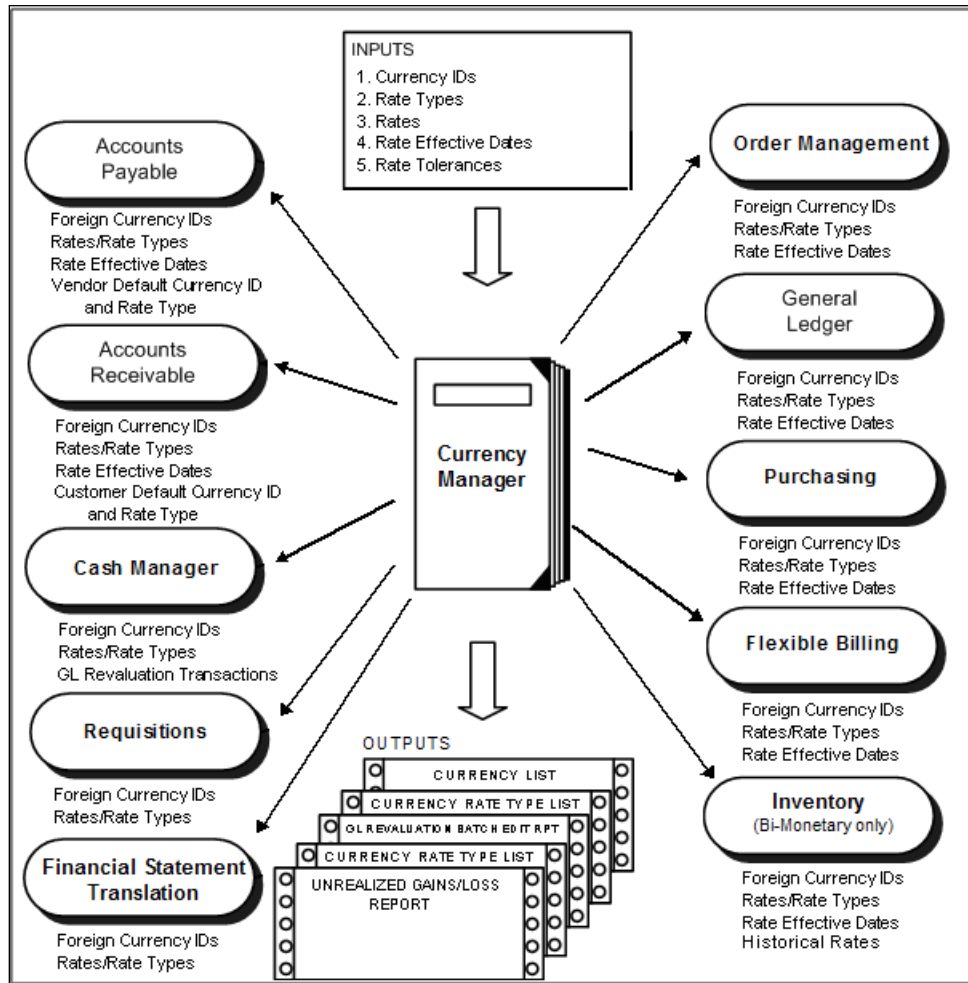 INPUTS
1. Currency IDs
2. Rate Types
3. Rates
4. Rate Effective Dates
5. Rate Tolerances
Accounts
Payable
Foreign Currency IDs
Rates/Rate Types
Rate Effective Dates
Vendor Default Currency ID
and Rate Type
Accounts
Receivable
Foreign Currency IDs
Rates/Rate Types
Rate Effective Dates
Customer Default Currency ID
and Rate Type
Cash Manager
Foreign Currency IDs
Rates/Rate Types
GL Revaluation Transactions
Requisitions
Foreign Currency IDs
Rates/Rate Types
Financial Statement
Translation
Foreign Currency IDs
Rates/Rate Types
Currency
Manager
OUTPUTS
CURRENCY LIST
CURRENCY RATE TYPE LIST
GL REVALUATION BATCH EDIT RPT
CURRENCY RATE TYPE LIST
UNREALIZED GAINS/LOSS
REPORT
Order Management
Foreign Currency IDs
Rates/Rate Types
Rate Effective Dates
General
Ledger
Foreign Currency IDs
Rates/Rate Types
Rate Effective Dates
Purchasing
Foreign Currency IDs
Rates/Rate Types
Rate Effective Dates
Flexible Billing
Foreign Currency IDs
Rates/Rate Types
Rate Effective Dates
Inventory
(Bi-Monetary only)
Foreign Currency IDs
Rates/Rate Types
Rate Effective Dates
Historical Rates